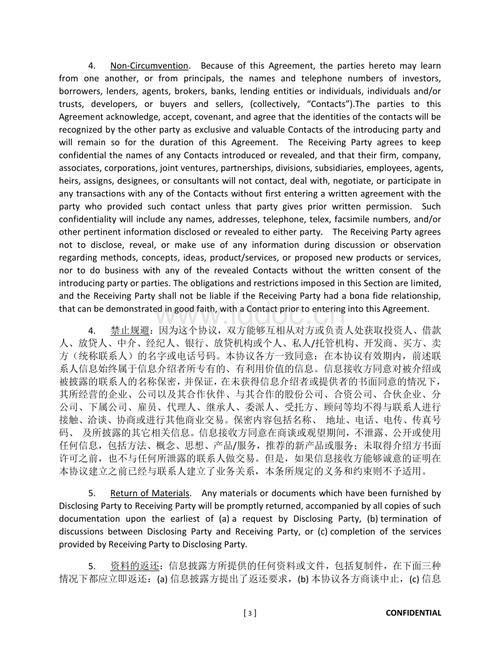 4. Non-Circumvention. Because of this Agreement, the parties hereto may learn
from one another, or from principals, the names and telephone numbers of investors,
borrowers, lenders, agents, brokers, banks, lending entities or individuals, individuals and/or
trusts, developers, or buyers and sellers, (collectively, “Contacts”).The parties to this
Agreement acknowledge, accept, covenant, and agree that the identities of the contacts will be
recognized by the other party as exclusive and valuable Contacts of the introducing party and
will remain so for the duration of this Agreement. The Receiving Party agrees to keep
confidential the names of any Contacts introduced or revealed, and that their firm, company,
associates, corporations, joint ventures, partnerships, divisions, subsidiaries, employees, agents,
heirs, assigns, designees, or consultants will not contact, deal with, negotiate, or participate in
any transactions with any of the Contacts without first entering a written agreement with the
party who provided such contact unless that party gives prior written permission. Such
confidentiality will include any names, addresses, telephone, telex, facsimile numbers, and/or
other pertinent information disclosed or revealed to either party. The Receiving Party agrees
not to disclose, reveal, or make use of any information during discussion or observation
regarding methods, concepts, ideas, product/services, or proposed new products or services,
nor to do business with any of the revealed Contacts without the written consent of the
introducing party or parties. The obligations and restrictions imposed in this Section are limited,
and the Receiving Party shall not be liable if the Receiving Party had a bona fide relationship,
that can be demonstrated in good faith, with a Contact prior to entering into this Agreement.
4. 禁止规避：因为这个协议，双方能够互相从对方或负责人处获取投资人、借款
人、放贷人、中介、经纪人、银行、放贷机构或个人、私人/托管机构、开发商、买方、卖
方（统称联系人）的名字或电话号码。本协议各方一致同意：在本协议有效期内，前述联
系人信息始终属于信息介绍者所专有的、有利用价值的信息。信息接收方同意对被介绍或
被披露的联系人的名称保密，并保证，在未获得信息介绍者或提供者的书面同意的情况下，
其所经营的企业、公司以及其合作伙伴、与其合作的股份公司、合资公司、合伙企业、分
公司、下属公司、雇员、代理人、继承人、委派人、受托方、顾问等均不得与联系人进行
接触、洽谈、协商或进行其他商业交易。保密内容包括名称、 地址、电话、电传、传真号
码、 及所披露的其它相关信息。信息接收方同意在商谈或观望期间，不泄露、公开或使用
任何信息，包括方法、概念、思想、产品/服务，推荐的新产品或服务；未取得介绍方书面
许可之前，也不与任何所泄露的联系人做交易。但是，如果信息接收方能够诚意的证明在
本协议建立之前已经与联系人建立了业务关系，本条所规定的义务和约束则不予适用。
5. Return of Materials. Any materials or documents which have been furnished by
Disclosing Party to Receiving Party will be promptly returned, accompanied by all copies of such
documentation upon the earliest of (a) a request by Disclosing Party, (b) termination of
discussions between Disclosing Party and Receiving Party, or (c) completion of the services
provided by Receiving Party to Disclosing Party.
5. 资料的返还：信息披露方所提供的任何资料或文件，包括复制件，在下面三种
情况下都应立即返还：(a) 信息披露方提出了返还要求，(b) 本协议各方商谈中止，(c) 信息
[ 3 ] CONFIDENTIAL